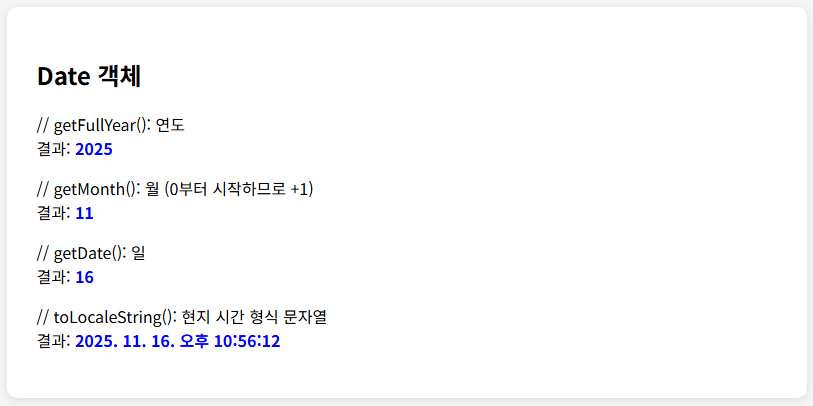 Date 객체
// getFullYear(): 연도
결과: 2025
// getMonth(): 월 (0부터 시작하므로 +1)
결과: 11
// getDate(): 일
결과: 16
// toLocaleString(): 현지 시간 형식 문자열
결과: 2025. 11. 16. 오후 10:56:12